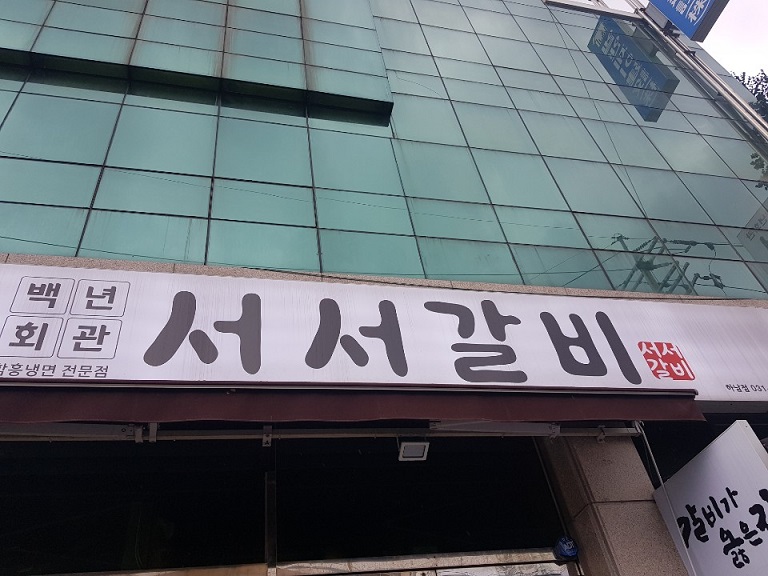 백년
회관
함흥냉면 전문점
서서갈비
서서
갈비
하남점 031
갈비가
옳은